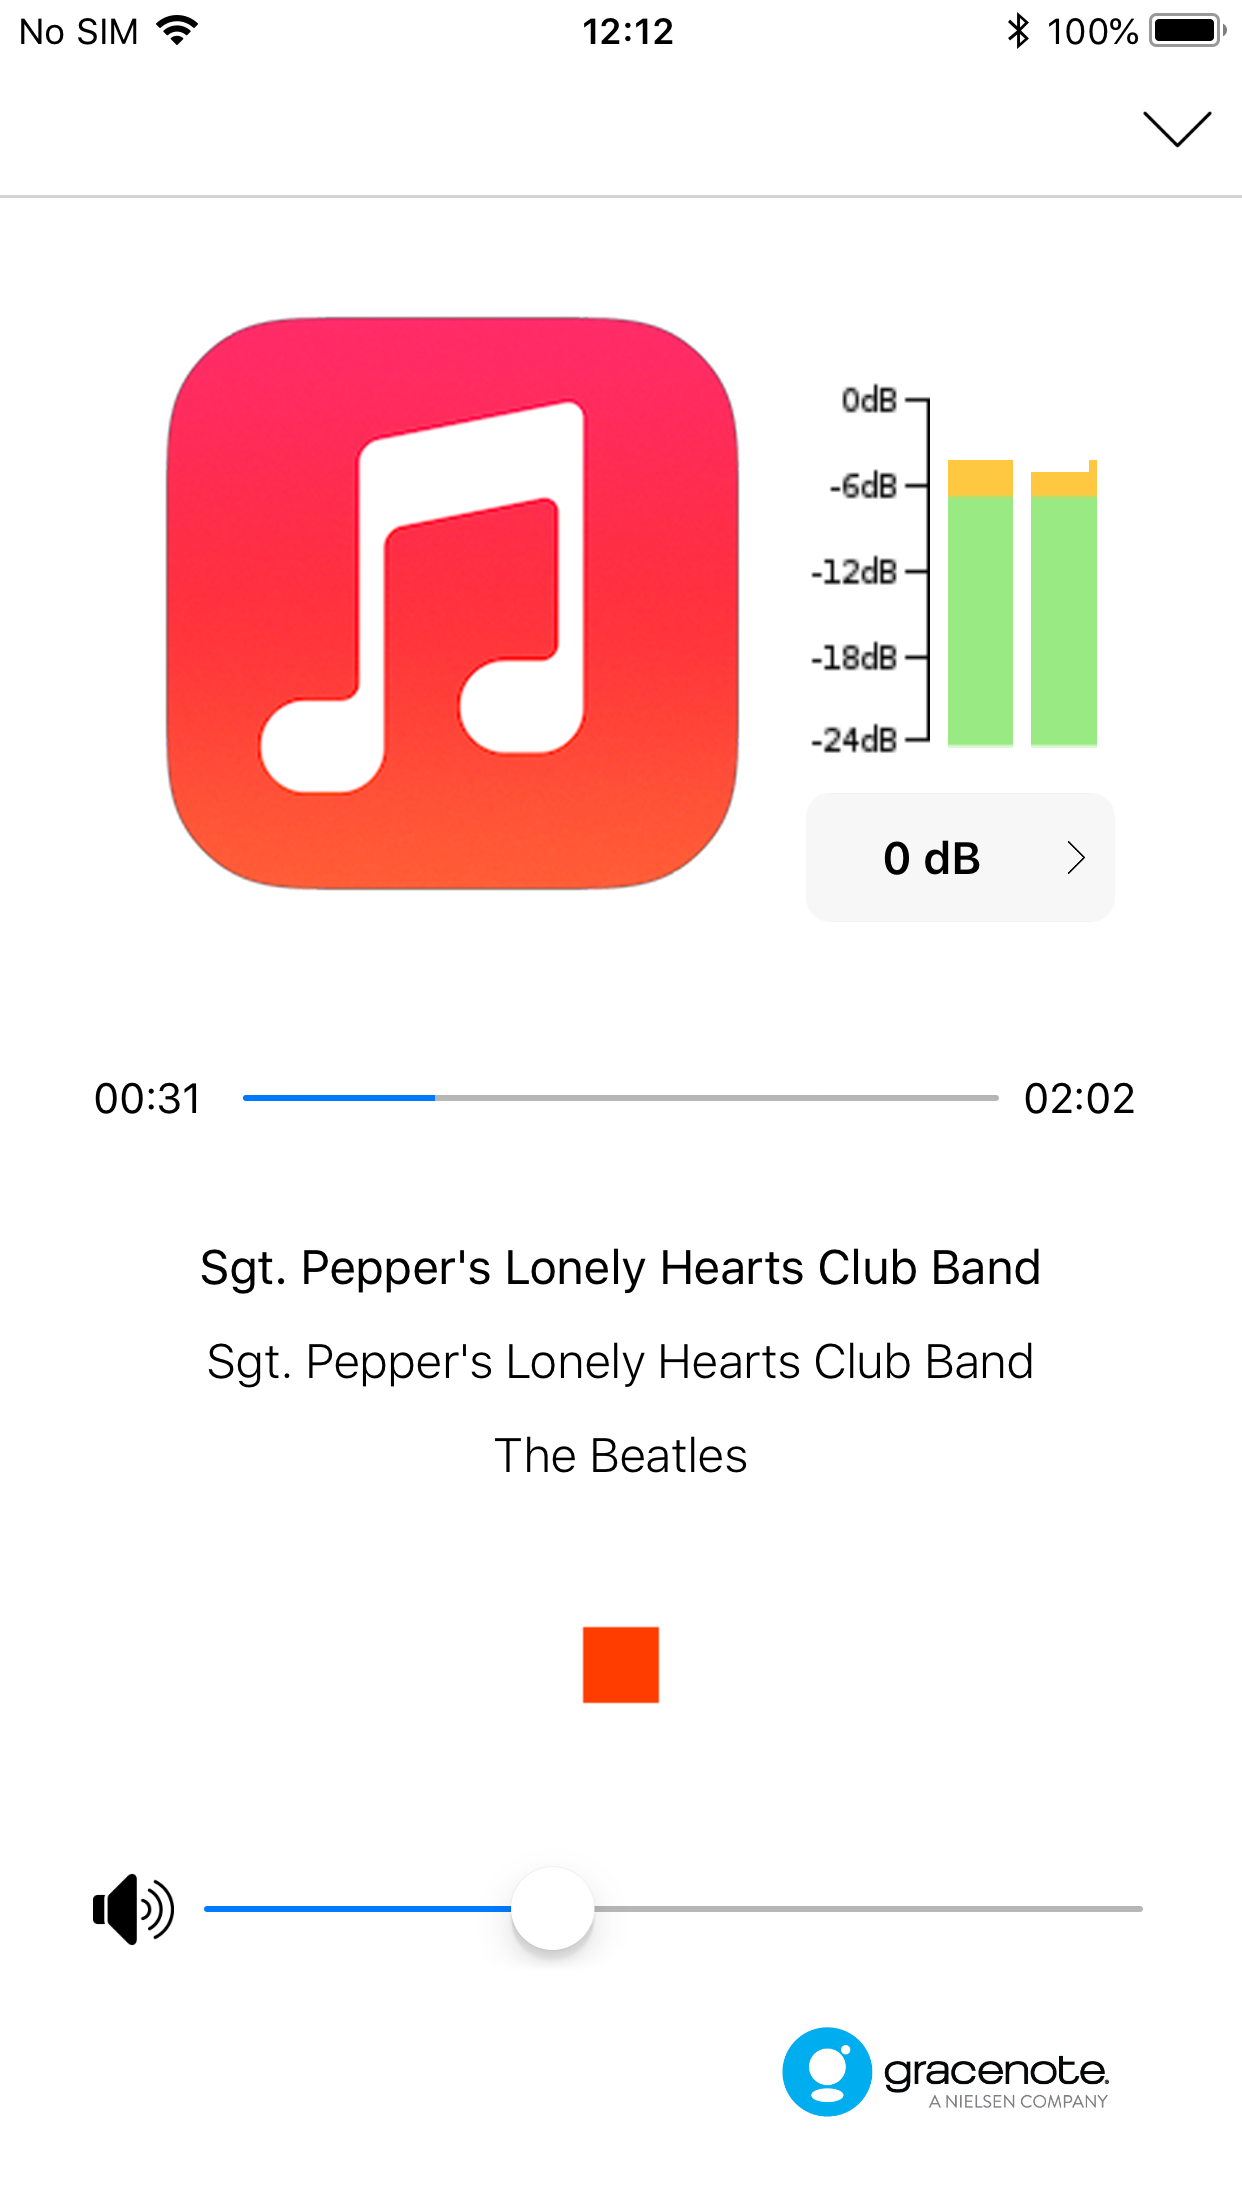 No SIM 12:12 100%
0dB
-6dB
-12dB
-18dB
-24dB
0 dB
00:31 02:02
Sgt. Pepper's Lonely Hearts Club Band
Sgt. Pepper's Lonely Hearts Club Band
The Beatles
gracenote.
A NIELSEN COMPANY